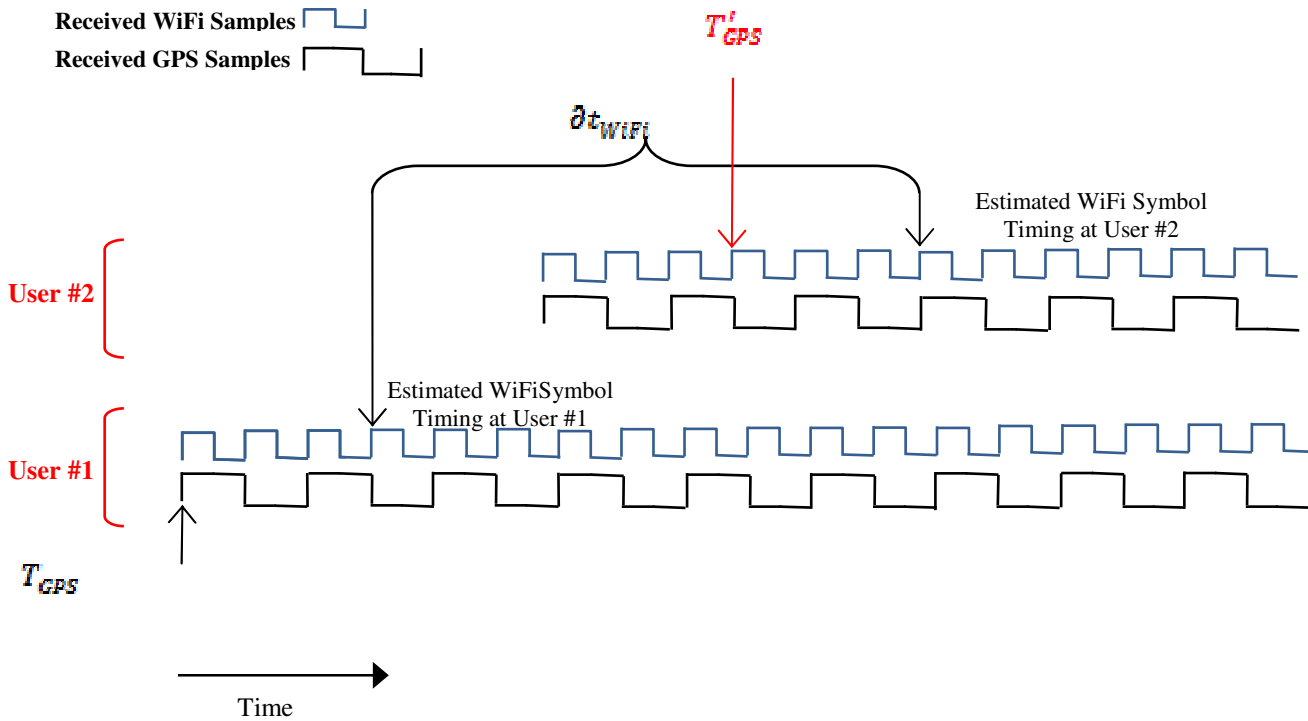 Received WiFi Samples
Received GPS Samples
T'GPS
∂tWiFi
Estimated WiFi Symbol
Timing at User #2
User #2
Estimated WiFiSymbol
Timing at User #1
User #1
TGPS
Time